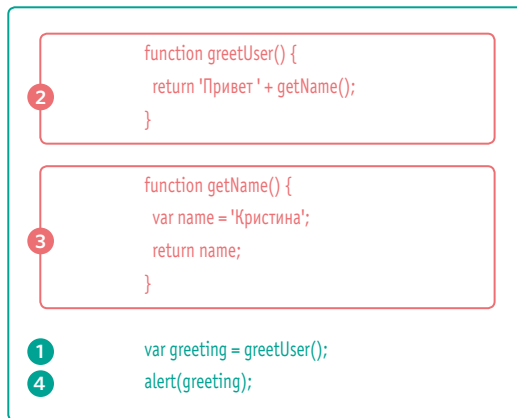 function greetUser() {
2 return 'Привет ' + getName();
}
function getName() {
var name = 'Кристина';
3 return name;
}
1 var greeting = greetUser();
4 alert(greeting);